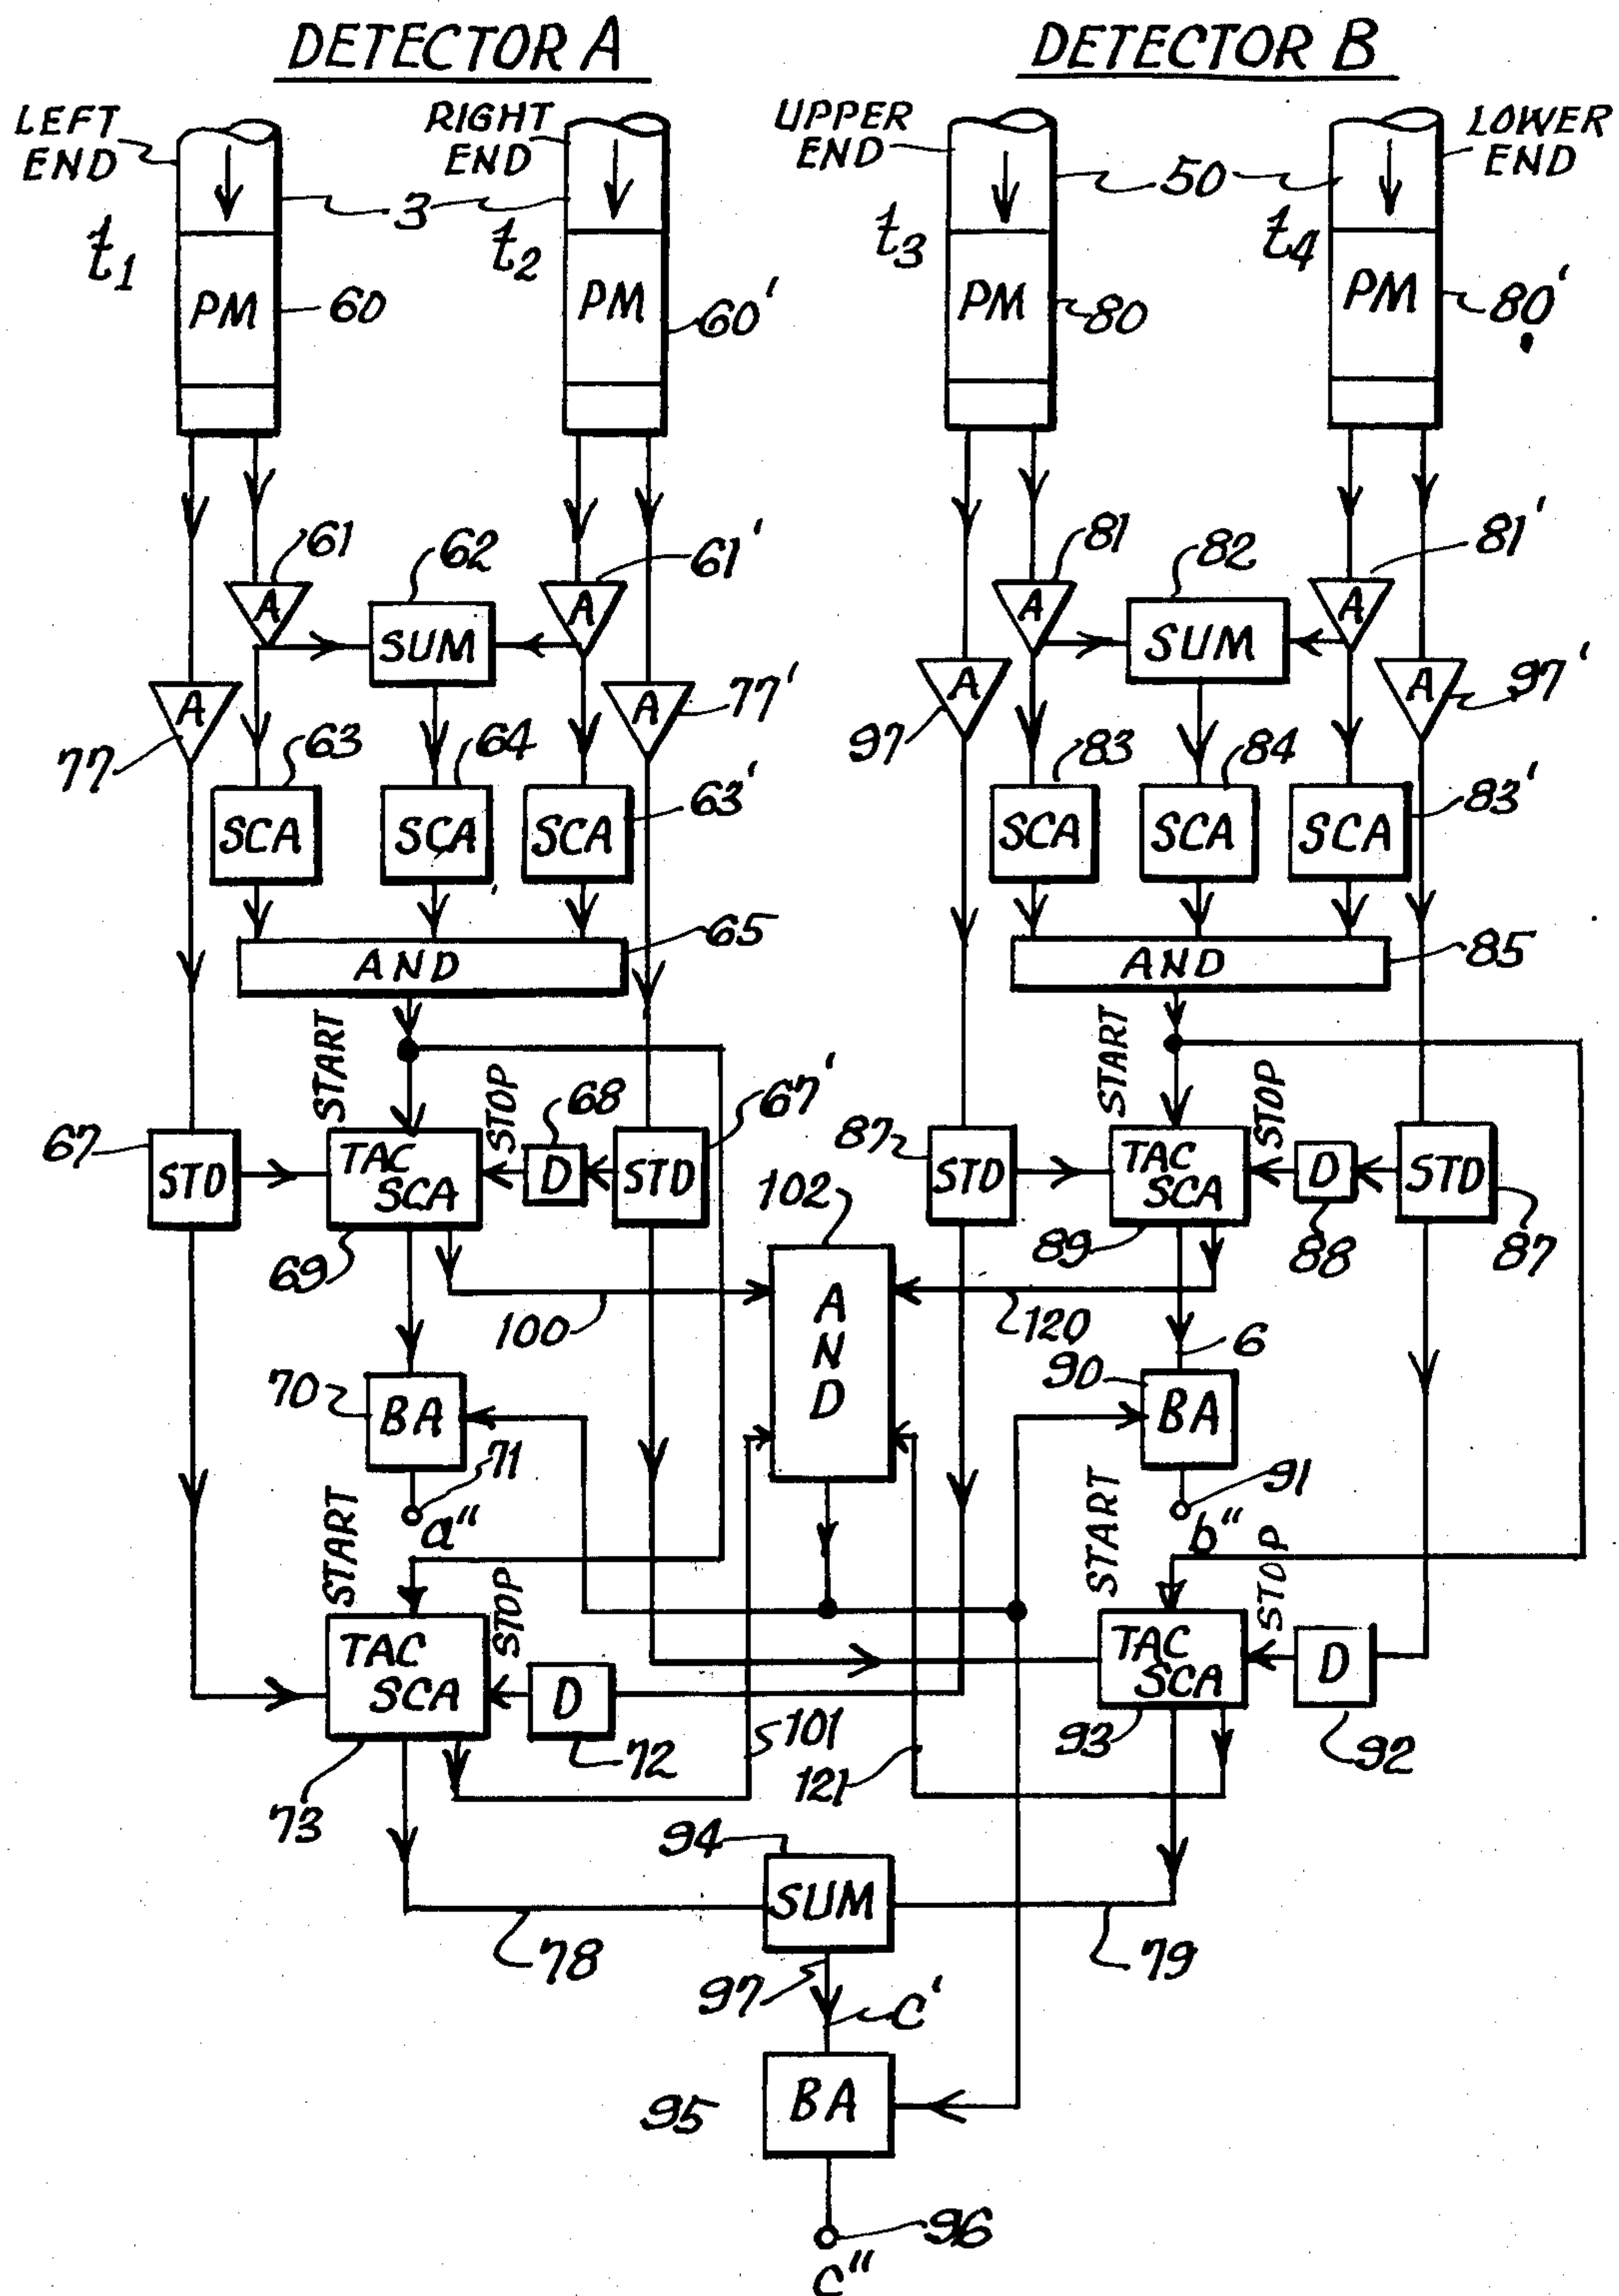 DETECTOR A
DETECTOR B
LEFT END
RIGHT END
UPPER END
LOWER END
3
50
t1
t2
t3
t4
PM
60
PM
60'
PM
80
PM
80'
61
62
61'
81
82
81'
A
SUM
A
A
SUM
A
A
77
A
77'
A
97
A
97'
63
64
63'
83
84
83'
SCA
SCA
SCA
SCA
SCA
SCA
AND
65
AND
85
START
STOP
68
67'
START
STOP
67
STD
TAC SCA
D
STD
87
STD
TAC SCA
D
STD
69
102
89
88
87
100
AND
120
6
70
BA
90
BA
71
a"
91
b"
START
STOP
START
STOP
TAC SCA
D
TAC SCA
D
73
72
101
121
93
92
94
SUM
78
79
97
c'
95
BA
96
c"